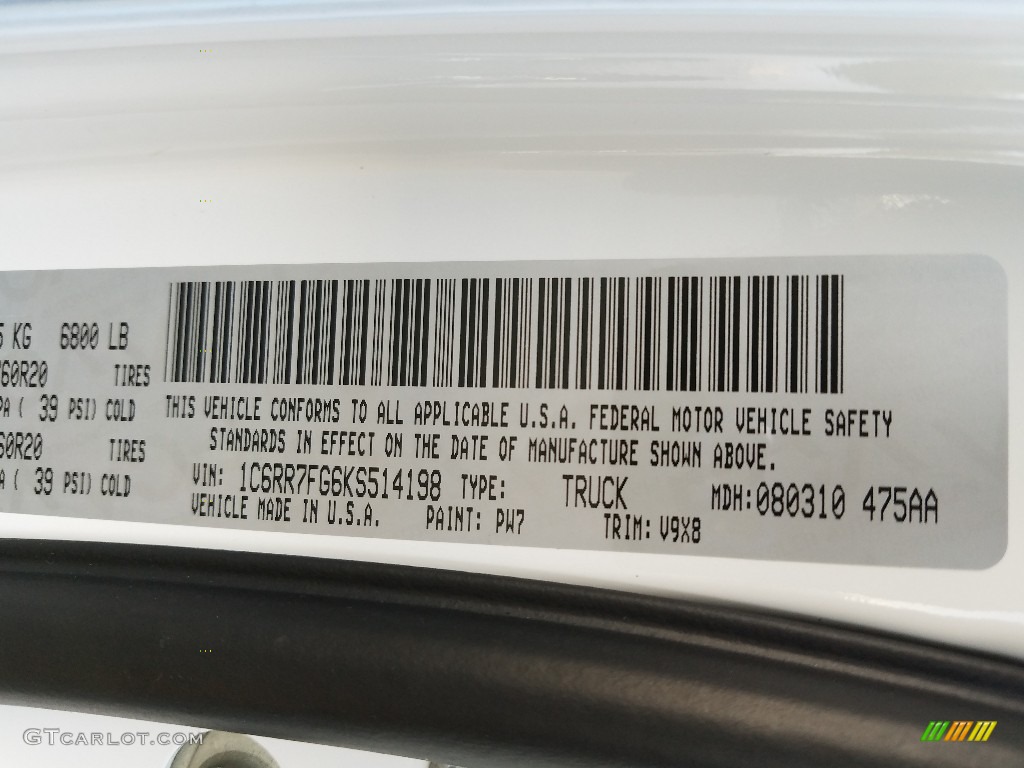 5 KG 6800 LB
60R20 TIRES
PA ( 39 PSI) COLD
60R20 TIRES
A ( 39 PSI) COLD
THIS VEHICLE CONFORMS TO ALL APPLICABLE U.S.A. FEDERAL MOTOR VEHICLE SAFETY
STANDARDS IN EFFECT ON THE DATE OF MANUFACTURE SHOWN ABOVE.
VIN: 1C6RR7FG6KS514198 TYPE: TRUCK MDH:080310 475AA
VEHICLE MADE IN U.S.A. PAINT: PW7 TRIM: V9X8
GTCARLOT.COM